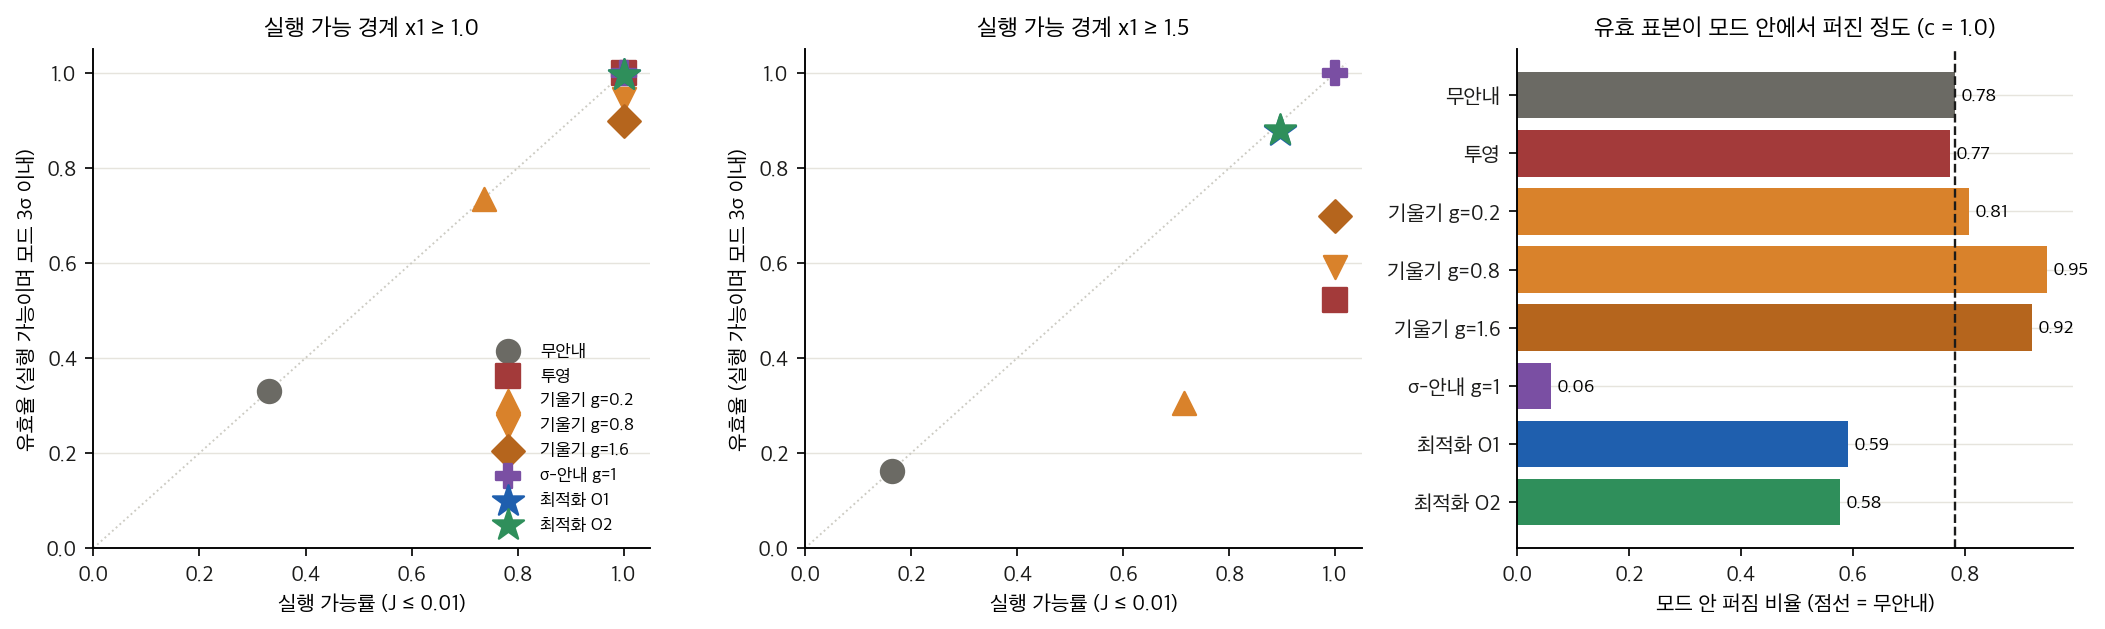 실행 가능 경계 x1 ≥ 1.0
유효율 (실행 가능이며 모드 3σ 이내)
1.0
0.8
0.6
0.4
0.2
0.0
0.0 0.2 0.4 0.6 0.8 1.0
실행 가능률 (J ≤ 0.01)
무안내
투영
기울기 g=0.2
기울기 g=0.8
기울기 g=1.6
σ-안내 g=1
최적화 O1
최적화 O2
실행 가능 경계 x1 ≥ 1.5
유효율 (실행 가능이며 모드 3σ 이내)
1.0
0.8
0.6
0.4
0.2
0.0
0.0 0.2 0.4 0.6 0.8 1.0
실행 가능률 (J ≤ 0.01)
유효 표본이 모드 안에서 퍼진 정도 (c = 1.0)
무안내 0.78
투영 0.77
기울기 g=0.2 0.81
기울기 g=0.8 0.95
기울기 g=1.6 0.92
σ-안내 g=1 0.06
최적화 O1 0.59
최적화 O2 0.58
0.0 0.2 0.4 0.6 0.8
모드 안 퍼짐 비율 (점선 = 무안내)